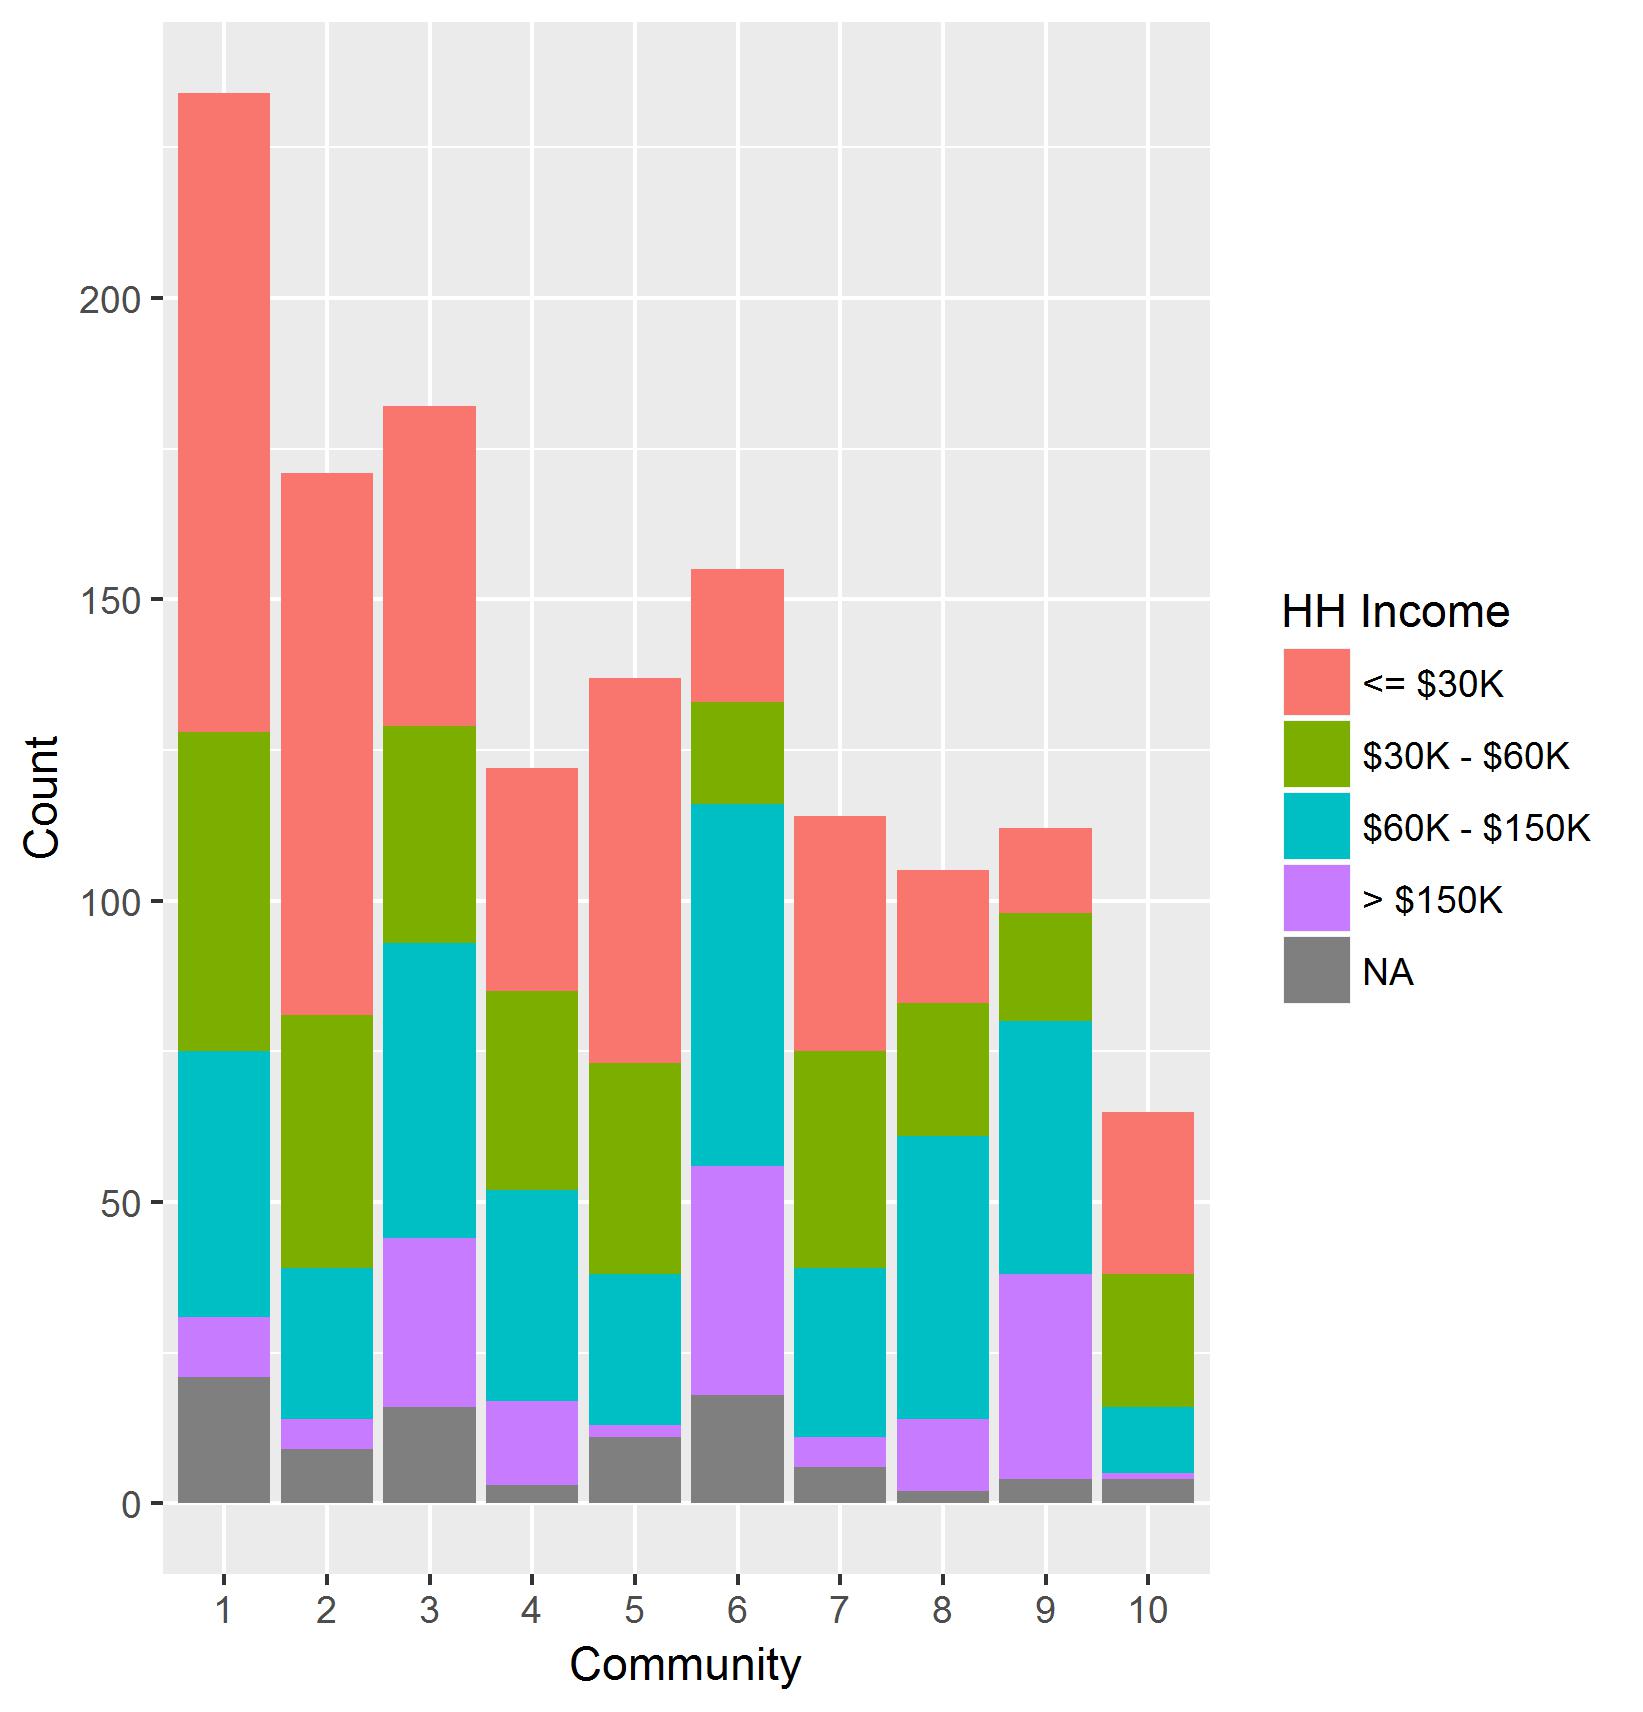 200
150
100
50
0
Count
1 2 3 4 5 6 7 8 9 10
Community
HH Income
<= $30K
$30K - $60K
$60K - $150K
> $150K
NA